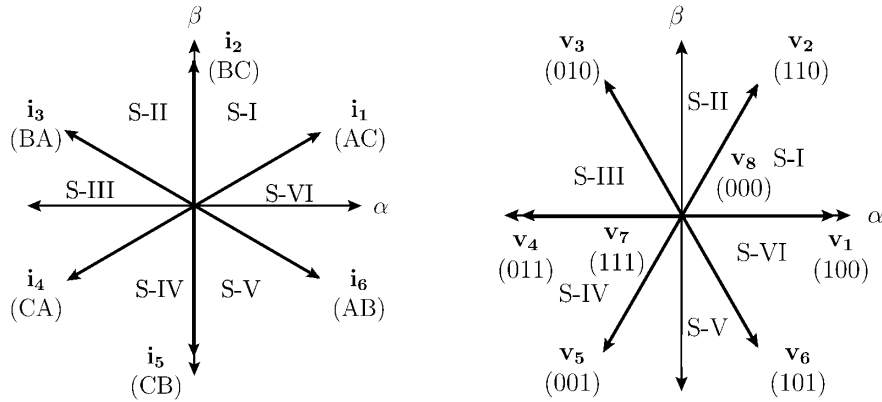 β
i₂
(BC)
i₃
(BA)
S-II
S-I
i₁
(AC)
S-III
S-VI
α
i₄
(CA)
S-IV
S-V
i₆
(AB)
i₅
(CB)
β
v₃
(010)
v₂
(110)
S-II
v₈
(000)
S-I
S-III
α
v₄
(011)
v₇
(111)
S-VI
v₁
(100)
S-IV
S-V
v₅
(001)
v₆
(101)